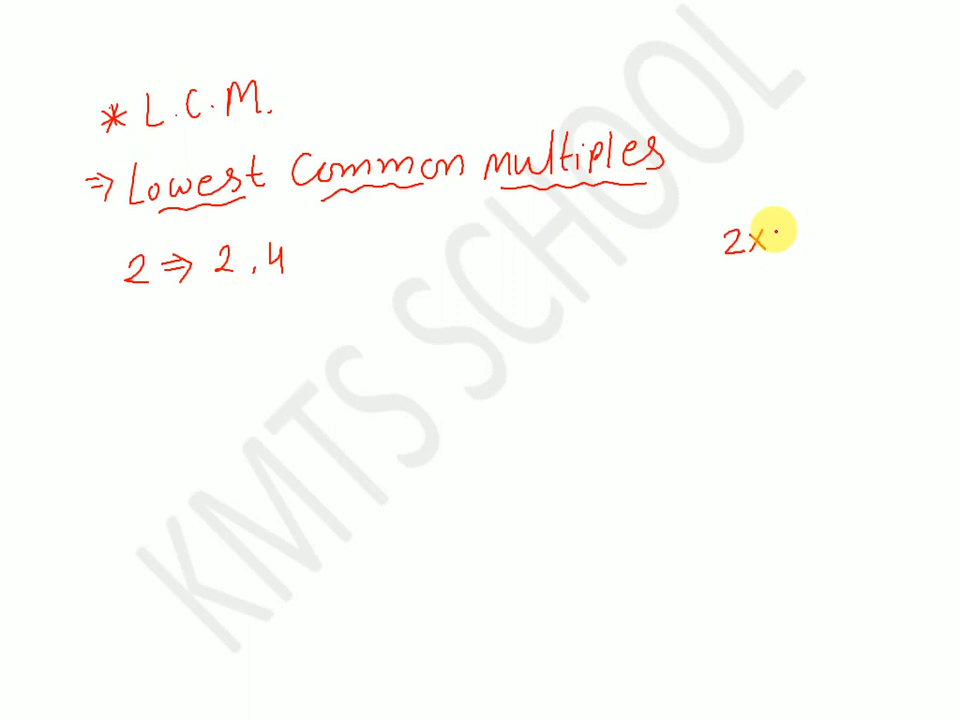 * L.C.M.
⇒ Lowest Common multiples
2 ⇒ 2, 4
2×
KMTS SCHOOL